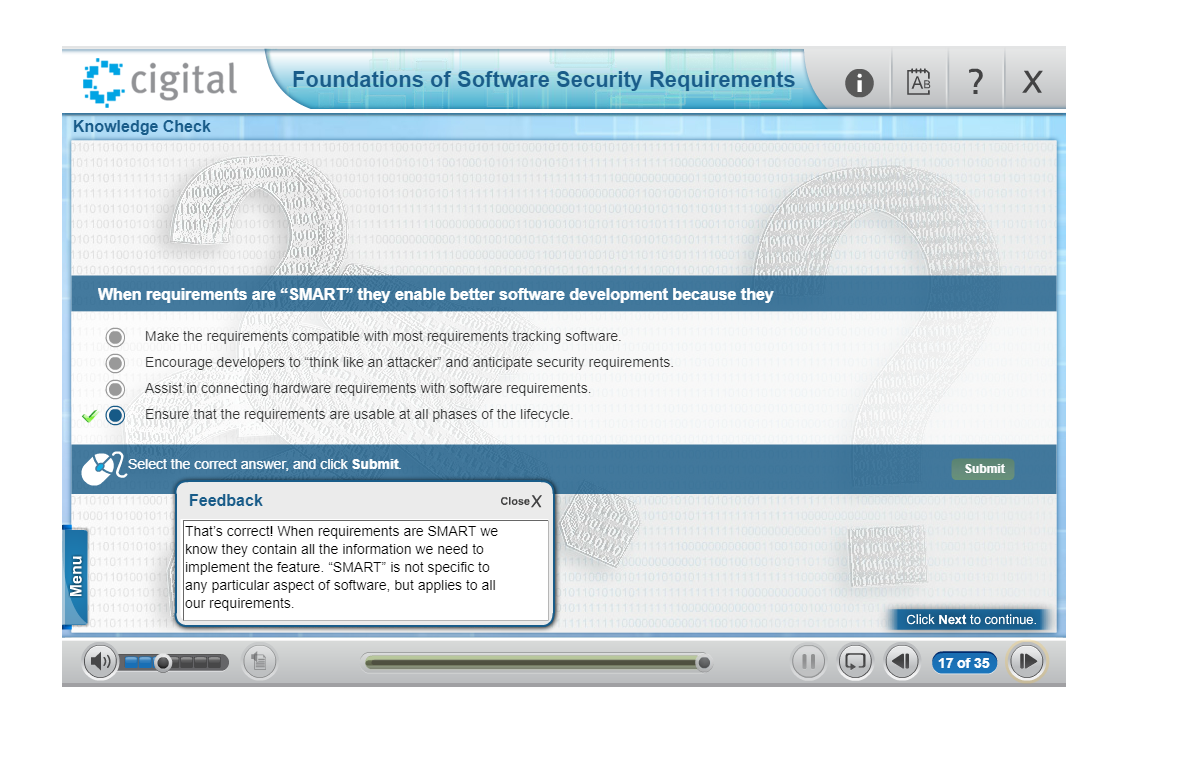 cigital
Foundations of Software Security Requirements
i
AB
?
X
Knowledge Check
When requirements are “SMART” they enable better software development because they
Make the requirements compatible with most requirements tracking software.
Encourage developers to “think like an attacker” and anticipate security requirements.
Assist in connecting hardware requirements with software requirements.
Ensure that the requirements are usable at all phases of the lifecycle.
Select the correct answer, and click Submit.
Submit
Feedback
Close X
That’s correct! When requirements are SMART we
know they contain all the information we need to
implement the feature. “SMART” is not specific to
any particular aspect of software, but applies to all
our requirements.
Menu
Click Next to continue.
17 of 35